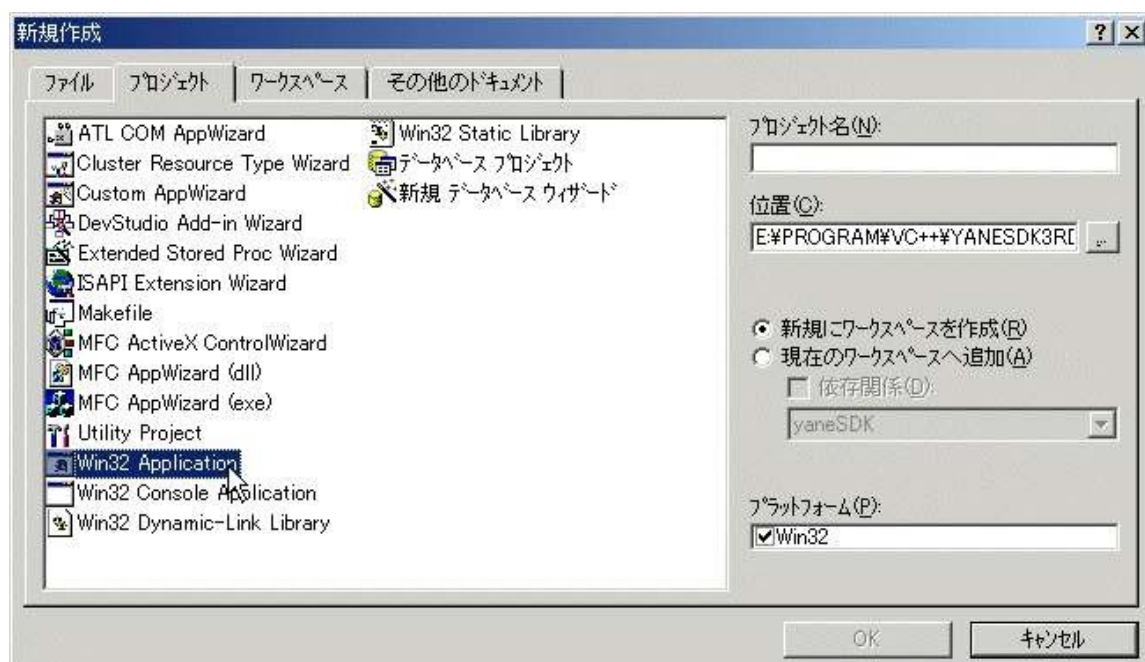 新規作成
ファイル
プロジェクト
ワークスペース
その他のドキュメント
ATL COM AppWizard
Cluster Resource Type Wizard
Custom AppWizard
DevStudio Add-in Wizard
Extended Stored Proc Wizard
ISAPI Extension Wizard
Makefile
MFC ActiveX ControlWizard
MFC AppWizard (dll)
MFC AppWizard (exe)
Utility Project
Win32 Application
Win32 Console Application
Win32 Dynamic-Link Library
Win32 Static Library
データベース プロジェクト
新規 データベース ウィザード
プロジェクト名(N):
位置(C):
E:¥PROGRAM¥VC++¥YANESDK3RD
...
新規にワークスペースを作成(R)
現在のワークスペースへ追加(A)
依存関係(D):
yaneSDK
プラットフォーム(P):
Win32
OK
キャンセル